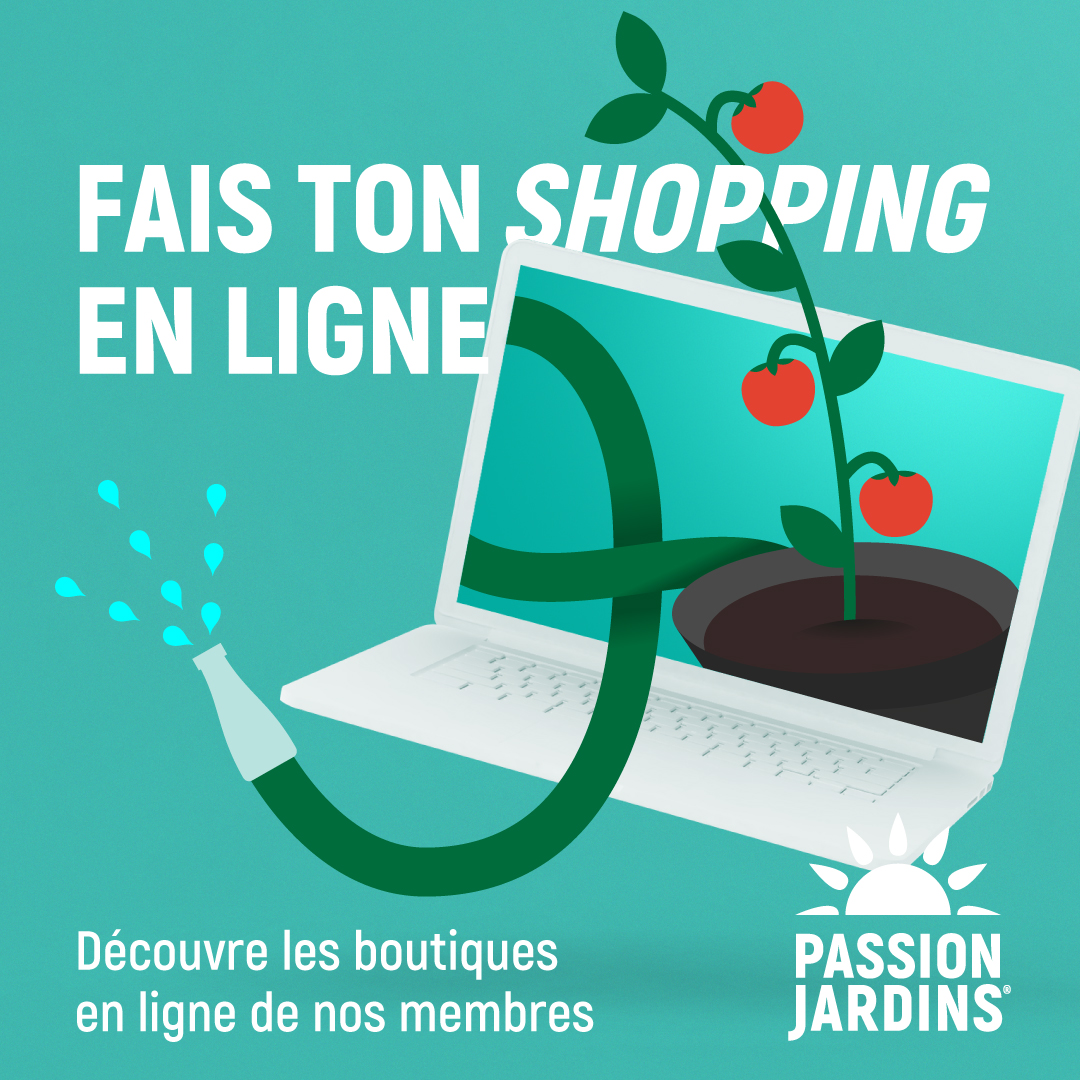 FAIS TON SHOPPING
EN LIGNE
Découvre les boutiques
en ligne de nos membres
PASSION
JARDINS®